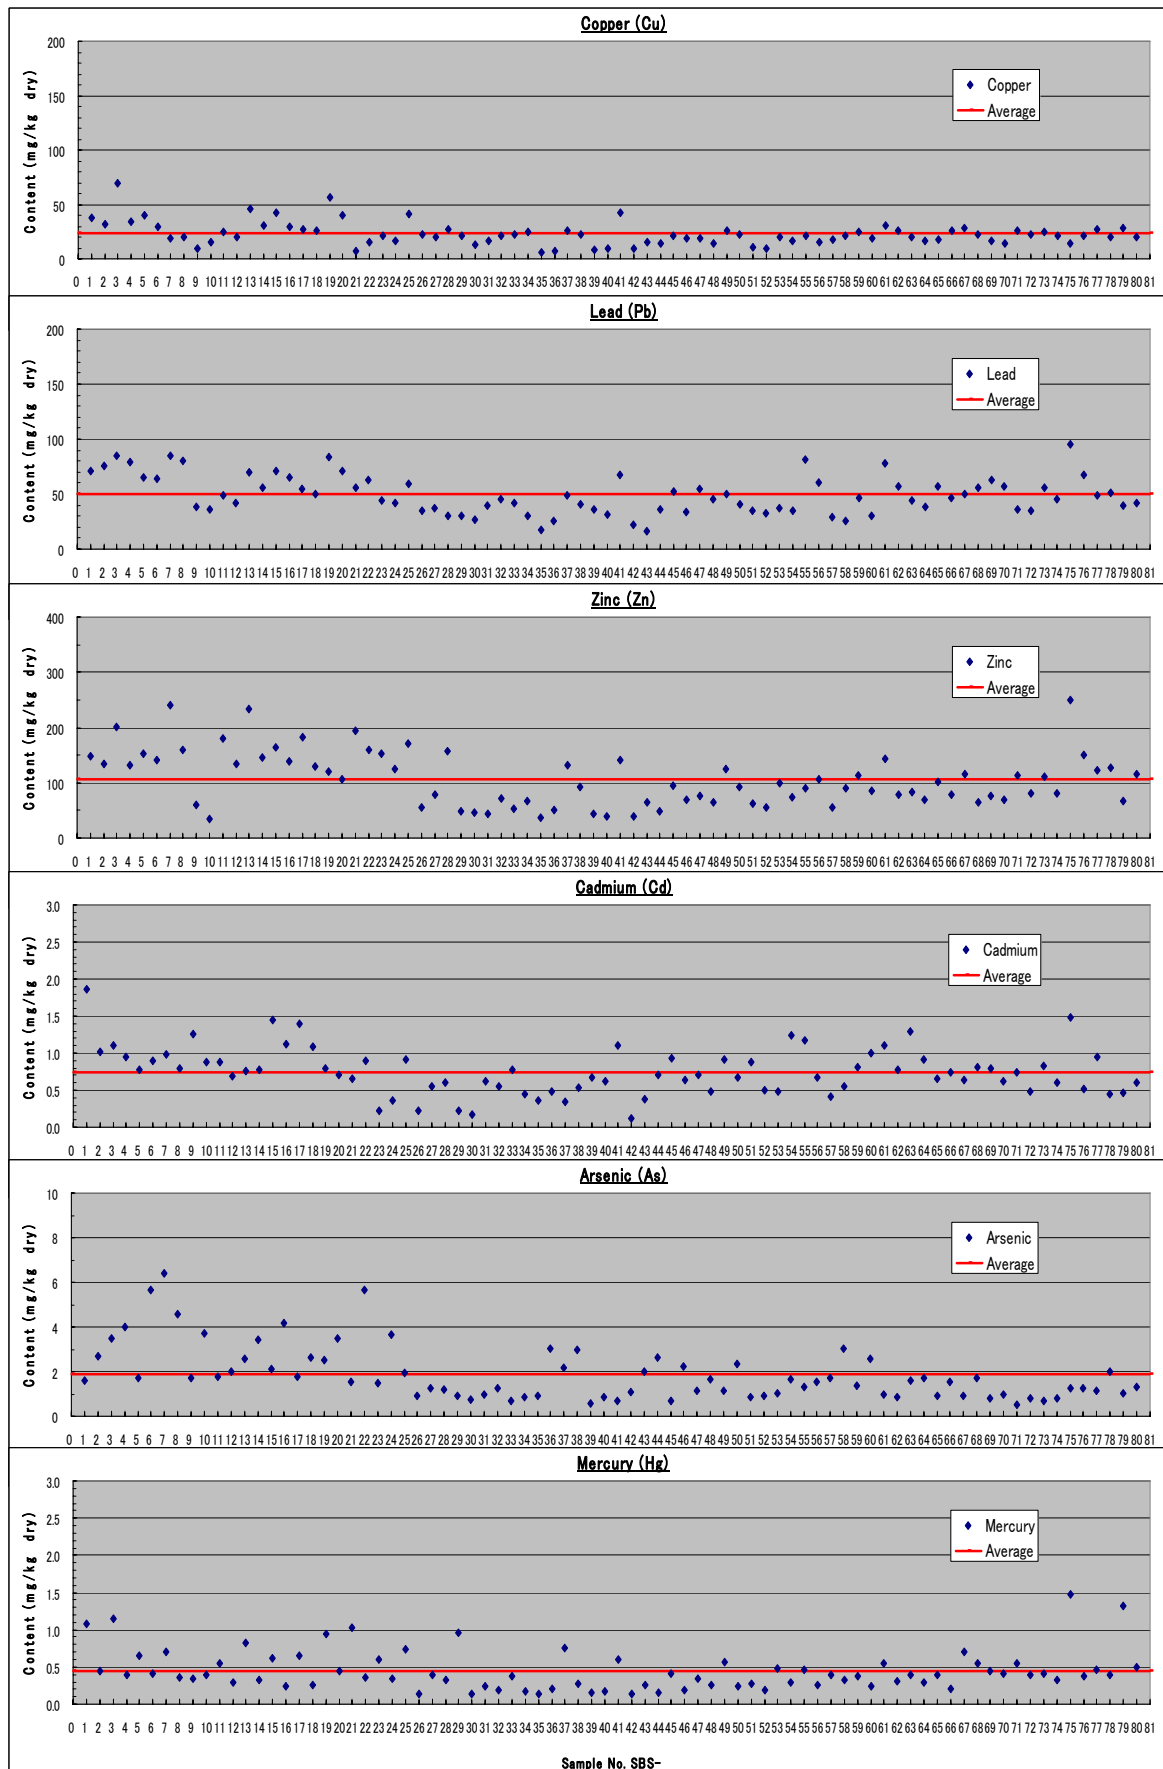 Copper (Cu)
Content (mg/kg dry)
200
150
100
50
0
Copper
Average
0 1 2 3 4 5 6 7 8 9 10 11 12 13 14 15 16 17 18 19 20 21 22 23 24 25 26 27 28 29 30 31 32 33 34 35 36 37 38 39 40 41 42 43 44 45 46 47 48 49 50 51 52 53 54 55 56 57 58 59 60 61 62 63 64 65 66 67 68 69 70 71 72 73 74 75 76 77 78 79 80 81
Lead (Pb)
Content (mg/kg dry)
200
150
100
50
0
Lead
Average
0 1 2 3 4 5 6 7 8 9 10 11 12 13 14 15 16 17 18 19 20 21 22 23 24 25 26 27 28 29 30 31 32 33 34 35 36 37 38 39 40 41 42 43 44 45 46 47 48 49 50 51 52 53 54 55 56 57 58 59 60 61 62 63 64 65 66 67 68 69 70 71 72 73 74 75 76 77 78 79 80 81
Zinc (Zn)
Content (mg/kg dry)
400
300
200
100
0
Zinc
Average
0 1 2 3 4 5 6 7 8 9 10 11 12 13 14 15 16 17 18 19 20 21 22 23 24 25 26 27 28 29 30 31 32 33 34 35 36 37 38 39 40 41 42 43 44 45 46 47 48 49 50 51 52 53 54 55 56 57 58 59 60 61 62 63 64 65 66 67 68 69 70 71 72 73 74 75 76 77 78 79 80 81
Cadmium (Cd)
Content (mg/kg dry)
3.0
2.5
2.0
1.5
1.0
0.5
0.0
Cadmium
Average
0 1 2 3 4 5 6 7 8 9 10 11 12 13 14 15 16 17 18 19 20 21 22 23 24 25 26 27 28 29 30 31 32 33 34 35 36 37 38 39 40 41 42 43 44 45 46 47 48 49 50 51 52 53 54 55 56 57 58 59 60 61 62 63 64 65 66 67 68 69 70 71 72 73 74 75 76 77 78 79 80 81
Arsenic (As)
Content (mg/kg dry)
10
8
6
4
2
0
Arsenic
Average
0 1 2 3 4 5 6 7 8 9 10 11 12 13 14 15 16 17 18 19 20 21 22 23 24 25 26 27 28 29 30 31 32 33 34 35 36 37 38 39 40 41 42 43 44 45 46 47 48 49 50 51 52 53 54 55 56 57 58 59 60 61 62 63 64 65 66 67 68 69 70 71 72 73 74 75 76 77 78 79 80 81
Mercury (Hg)
Content (mg/kg dry)
3.0
2.5
2.0
1.5
1.0
0.5
0.0
Mercury
Average
0 1 2 3 4 5 6 7 8 9 10 11 12 13 14 15 16 17 18 19 20 21 22 23 24 25 26 27 28 29 30 31 32 33 34 35 36 37 38 39 40 41 42 43 44 45 46 47 48 49 50 51 52 53 54 55 56 57 58 59 60 61 62 63 64 65 66 67 68 69 70 71 72 73 74 75 76 77 78 79 80 81
Sample No. SBS-